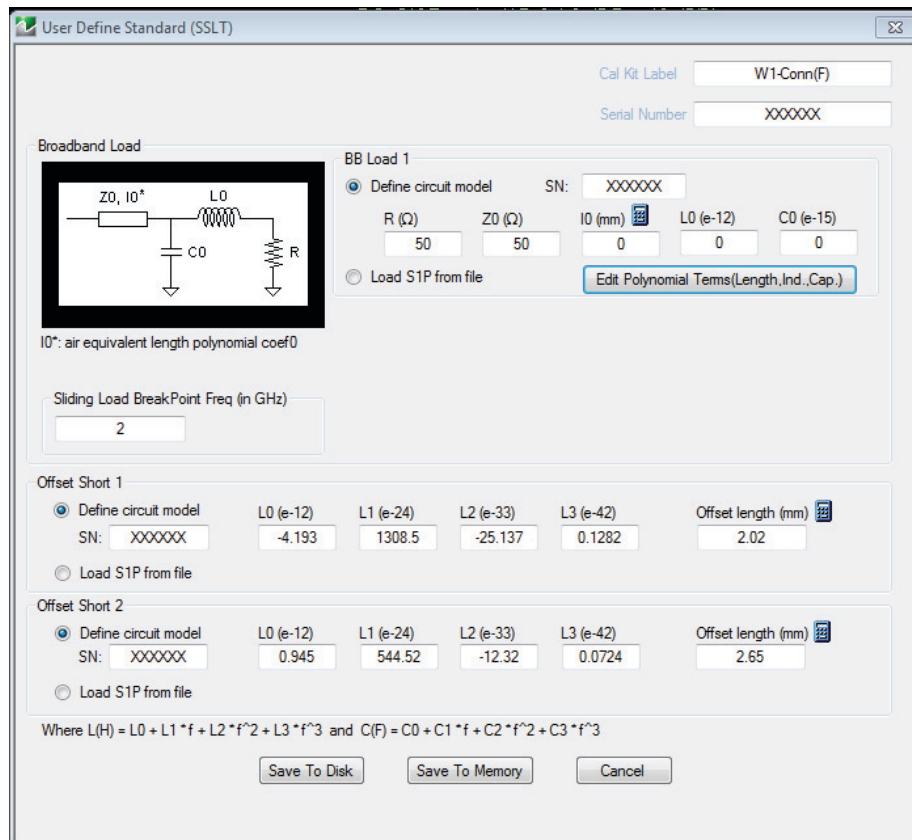 User Define Standard (SSLT)
Cal Kit Label W1-Conn(F)
Serial Number XXXXXX
Broadband Load
Z0, I0* L0
C0 R
I0*: air equivalent length polynomial coef0
BB Load 1
Define circuit model SN: XXXXXX
R (Ω) Z0 (Ω) I0 (mm) L0 (e-12) C0 (e-15)
50 50 0 0 0
Load S1P from file Edit Polynomial Terms(Length,Ind.,Cap.)
Sliding Load BreakPoint Freq (in GHz)
2
Offset Short 1
Define circuit model L0 (e-12) L1 (e-24) L2 (e-33) L3 (e-42) Offset length (mm)
SN: XXXXXX -4.193 1308.5 -25.137 0.1282 2.02
Load S1P from file
Offset Short 2
Define circuit model L0 (e-12) L1 (e-24) L2 (e-33) L3 (e-42) Offset length (mm)
SN: XXXXXX 0.945 544.52 -12.32 0.0724 2.65
Load S1P from file
Where L(H) = L0 + L1 * f + L2 * f^2 + L3 * f^3 and C(F) = C0 + C1 * f + C2 * f^2 + C3 * f^3
Save To Disk Save To Memory Cancel